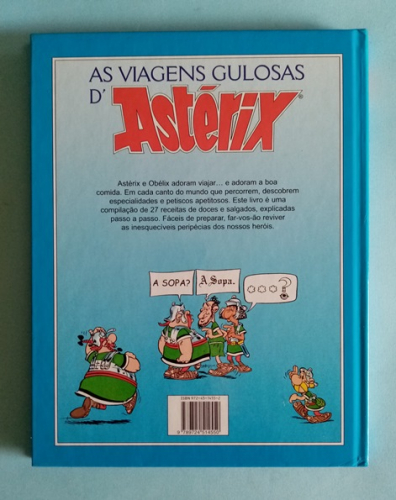 AS VIAGENS GULOSAS
D'Astérix
Astérix e Obélix adoram viajar... e adoram a boa
comida. Em cada canto do mundo que percorrem, descobrem
especialidades e petiscos apetitosos. Este livro é uma
compilação de 27 receitas de doces e salgados, explicadas
passo a passo. Fáceis de preparar, far-vos-ão reviver
as inesquecíveis peripécias dos nossos heróis.
A SOPA?
A Sopa.